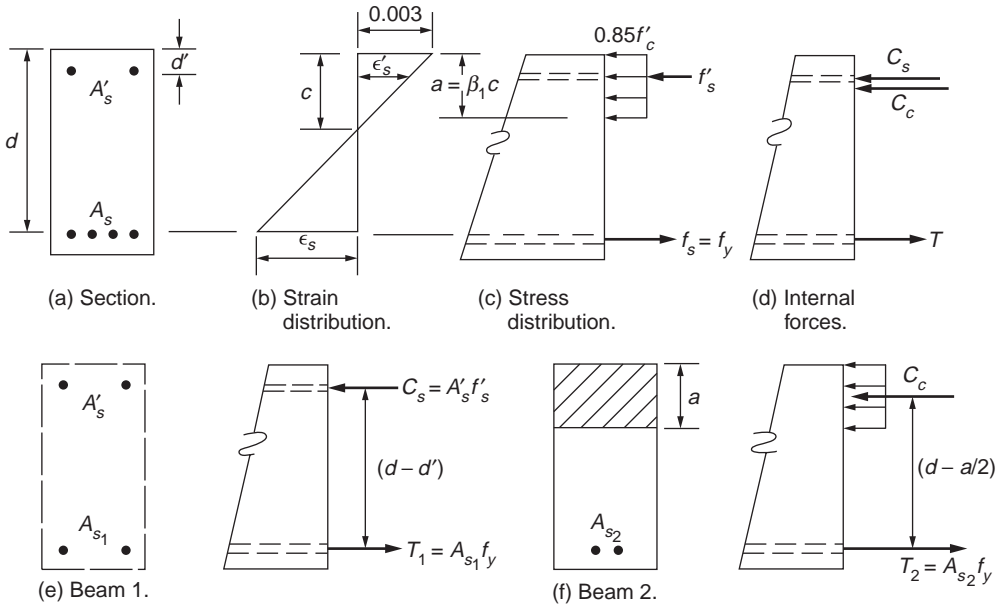 0.003
d′
A′s
d
As
ϵ′s
c
ϵs
0.85f′c
a = β1c
f′s
fs = fy
Cs
Cc
T
(a) Section.
(b) Strain
distribution.
(c) Stress
distribution.
(d) Internal
forces.
A′s
As1
Cs = A′s f′s
(d – d′)
T1 = As1 fy
(e) Beam 1.
a
As2
Cc
(d – a/2)
T2 = As2 fy
(f) Beam 2.